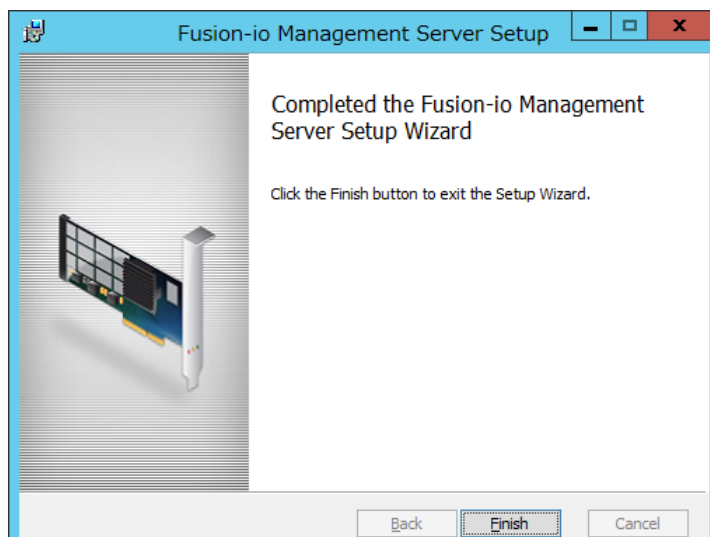 Fusion-io Management Server Setup
Completed the Fusion-io Management
Server Setup Wizard
Click the Finish button to exit the Setup Wizard.
Back Finish Cancel